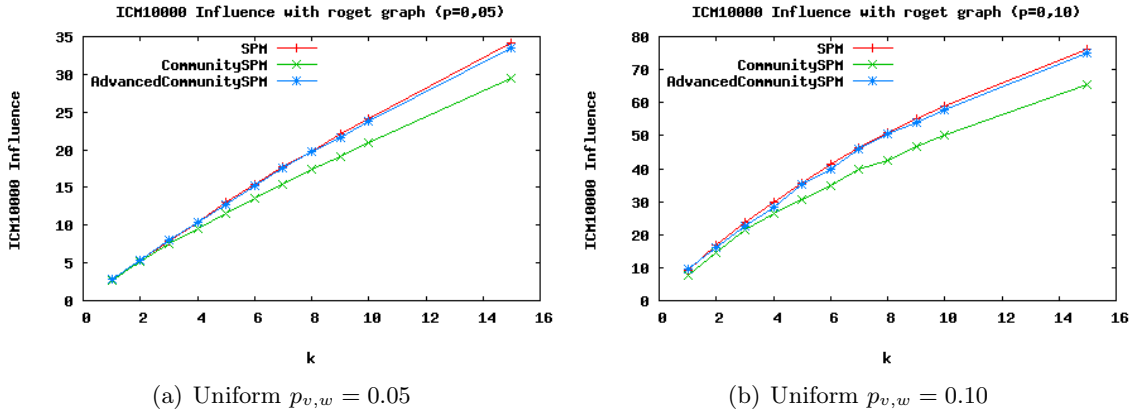 ICM10000 Influence with roget graph (p=0,05)
35
30
25
20
15
10
5
0
ICM10000 Influence
SPM
CommunitySPM
AdvancedCommunitySPM
0 2 4 6 8 10 12 14 16
k
(a) Uniform p_{v,w} = 0.05
ICM10000 Influence with roget graph (p=0,10)
80
70
60
50
40
30
20
10
0
ICM10000 Influence
SPM
CommunitySPM
AdvancedCommunitySPM
0 2 4 6 8 10 12 14 16
k
(b) Uniform p_{v,w} = 0.10